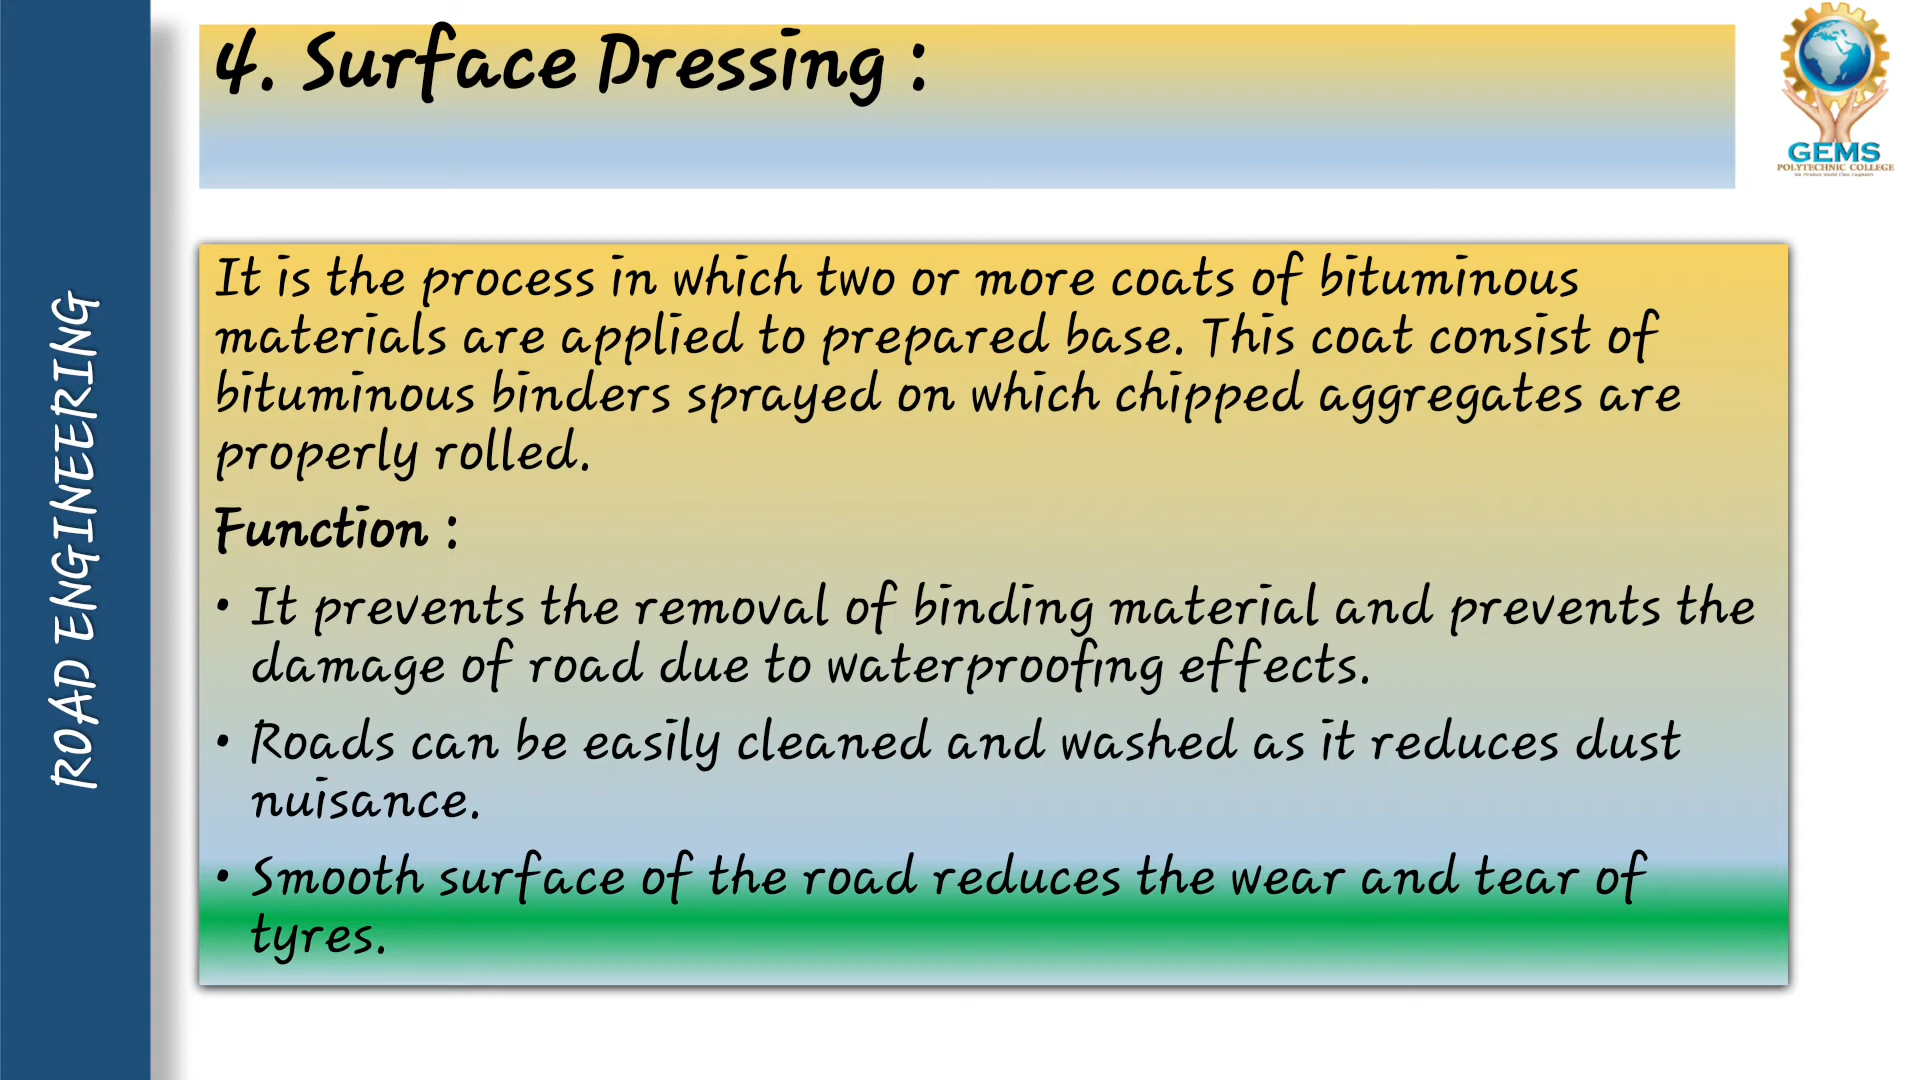 4. Surface Dressing :
GEMS
POLYTECHNIC COLLEGE
ROAD ENGINEERING
It is the process in which two or more coats of bituminous
materials are applied to prepared base. This coat consist of
bituminous binders sprayed on which chipped aggregates are
properly rolled.
Function :
• It prevents the removal of binding material and prevents the
damage of road due to waterproofing effects.
• Roads can be easily cleaned and washed as it reduces dust
nuisance.
• Smooth surface of the road reduces the wear and tear of
tyres.